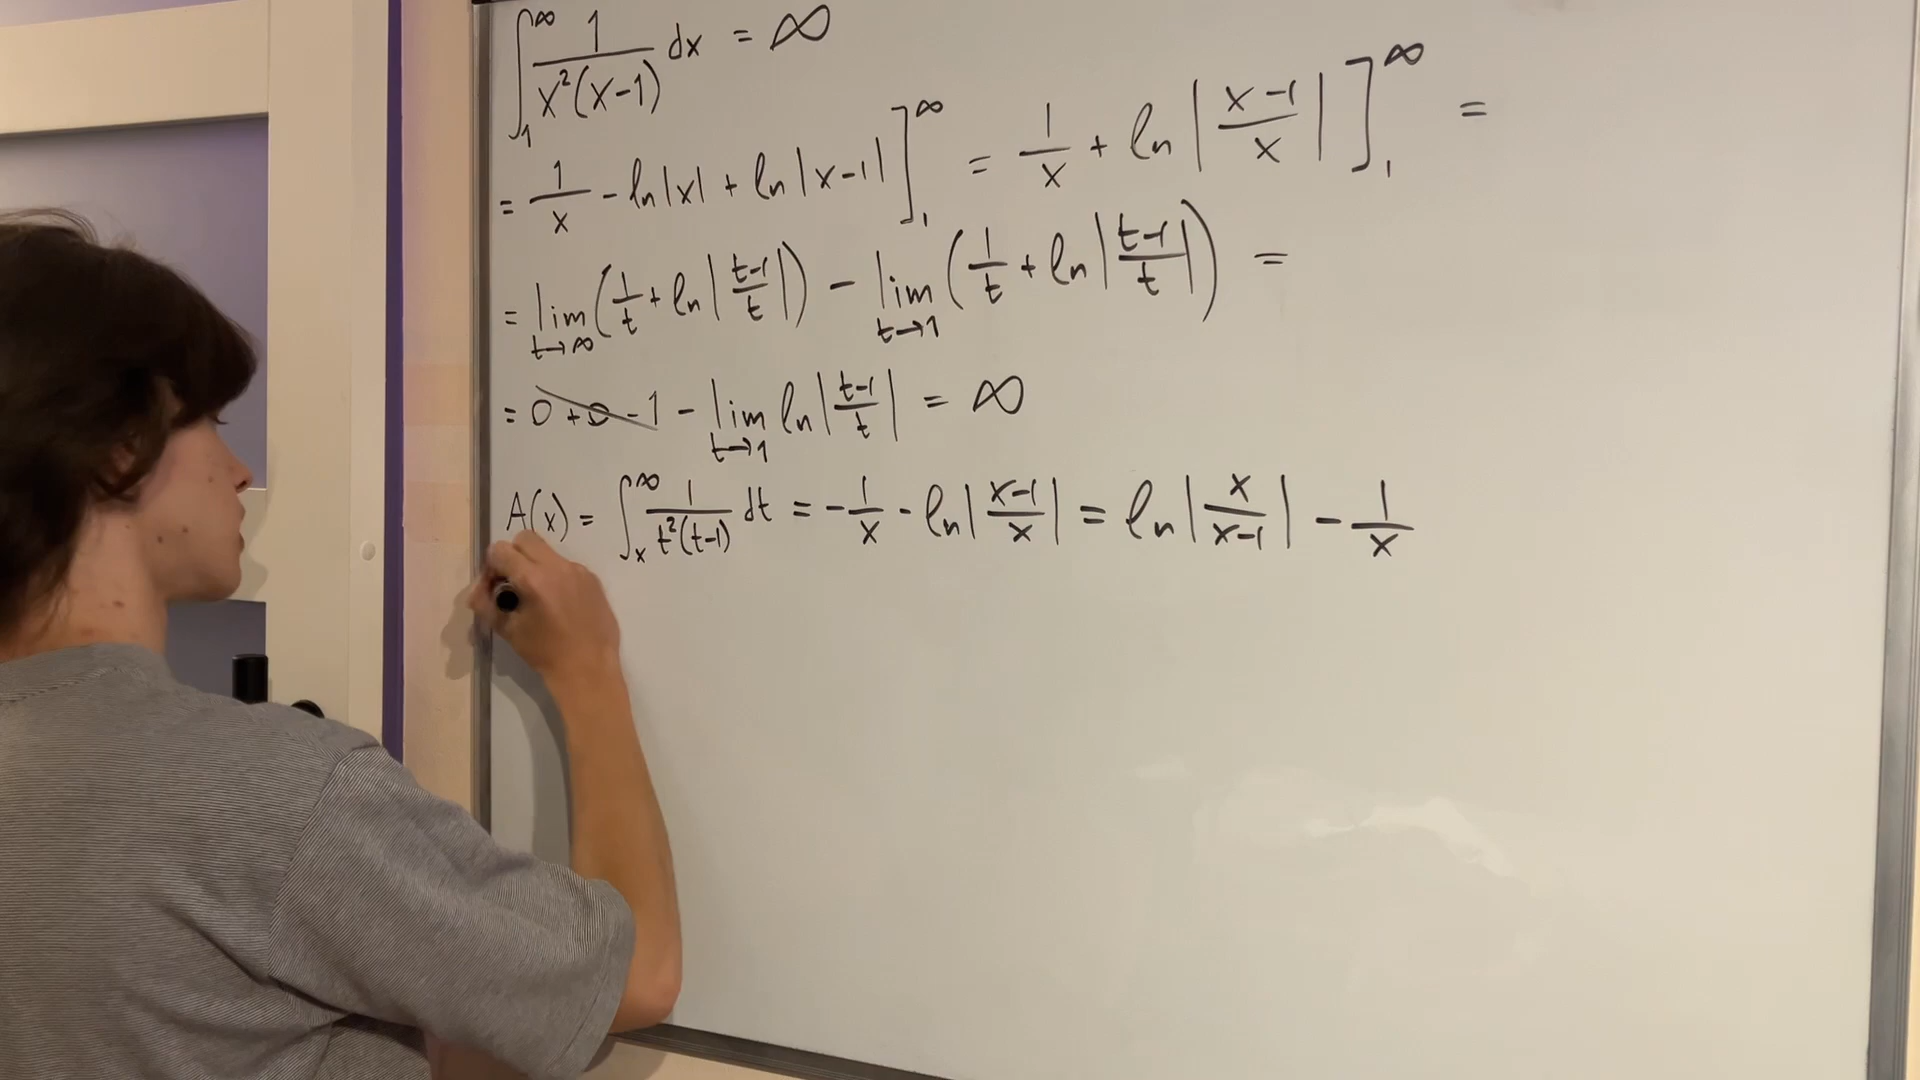 ∫₁^∞ 1/(x²(x-1)) dx = ∞
= 1/x - ln|x| + ln|x-1| ]₁^∞ = 1/x + ln|(x-1)/x| ]₁^∞ =
= lim_{t→∞} (1/t + ln|(t-1)/t|) - lim_{t→1} (1/t + ln|(t-1)/t|) =
= 0 + 0 - 1 - lim_{t→1} ln|(t-1)/t| = ∞
A(x) = ∫ₓ^∞ 1/(t²(t-1)) dt = -1/x - ln|(x-1)/x| = ln|x/(x-1)| - 1/x